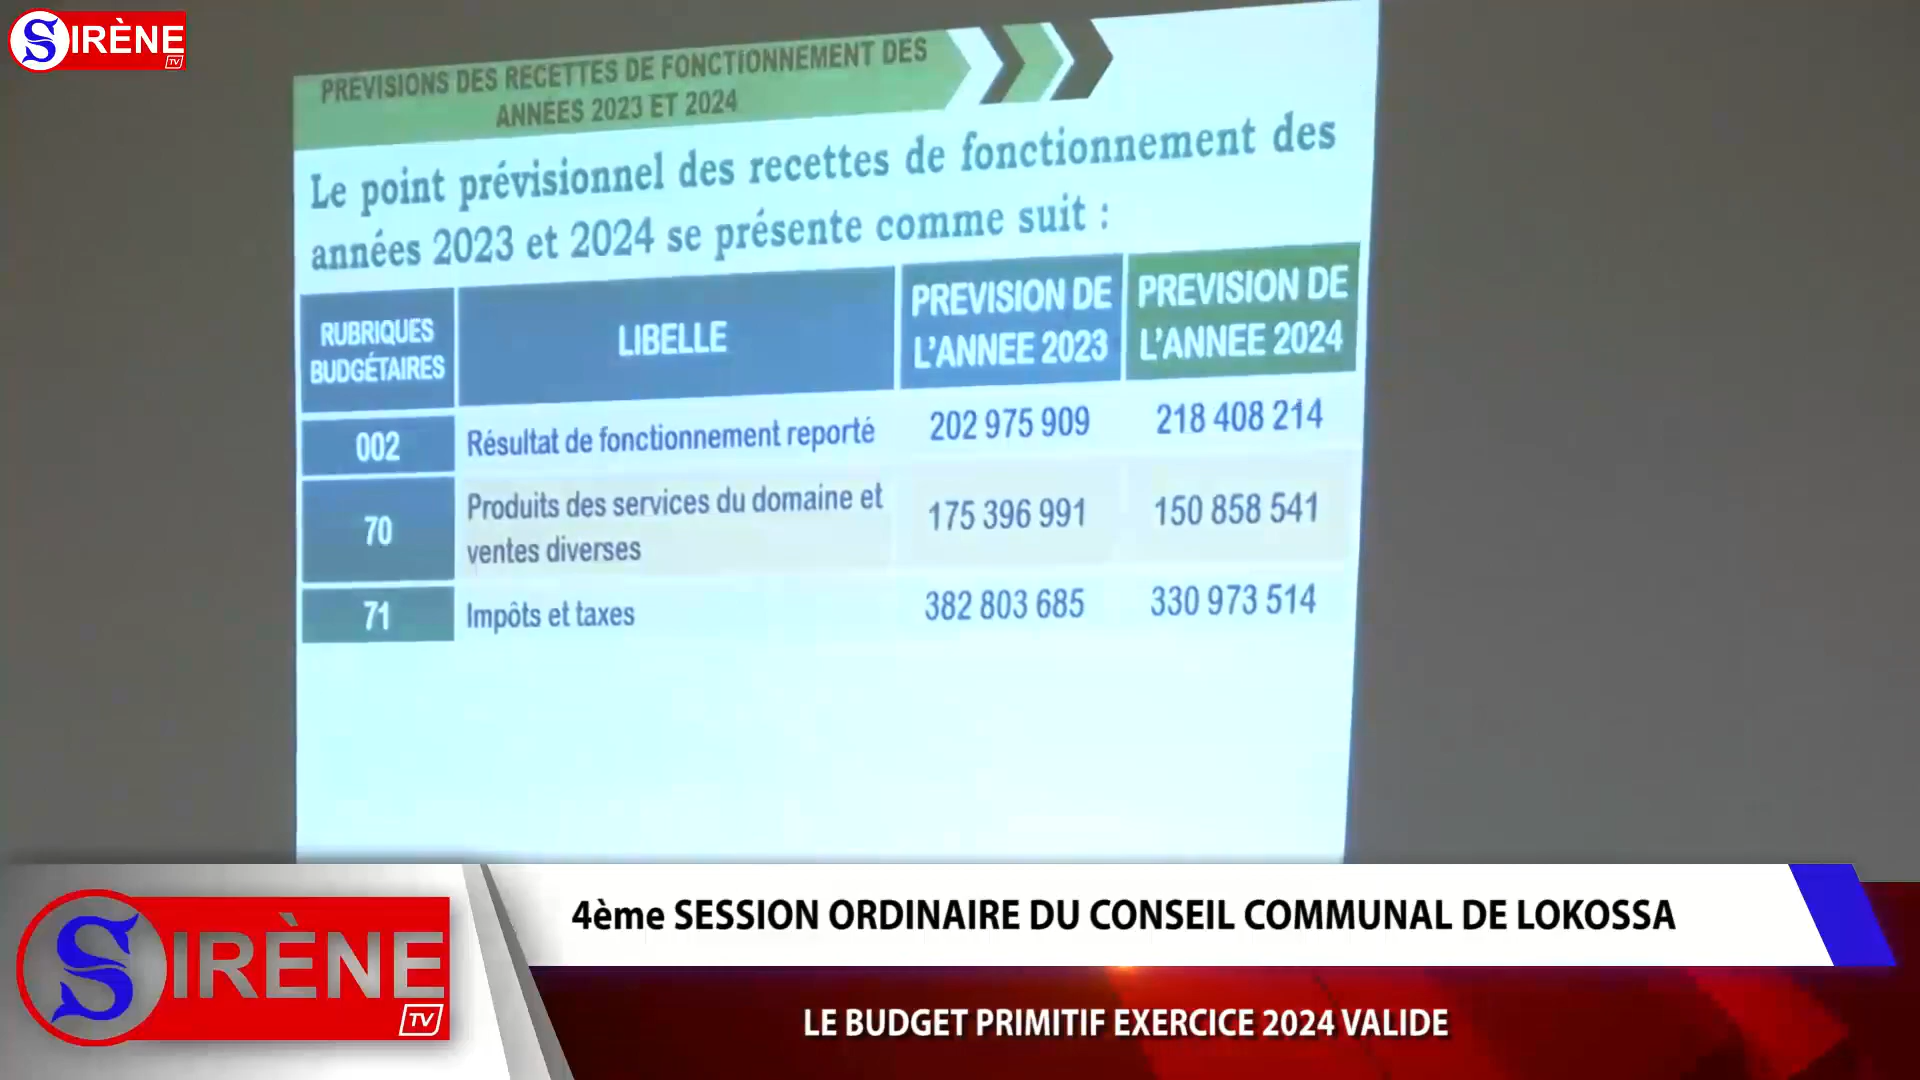 SIRÈNE
TV
PREVISIONS DES RECETTES DE FONCTIONNEMENT DES
ANNEES 2023 ET 2024
Le point prévisionnel des recettes de fonctionnement des
années 2023 et 2024 se présente comme suit :
RUBRIQUES
BUDGÉTAIRES
LIBELLE
PREVISION DE
L'ANNEE 2023
PREVISION DE
L'ANNEE 2024
002 Résultat de fonctionnement reporté 202 975 909 218 408 214
70 Produits des services du domaine et
ventes diverses 175 396 991 150 858 541
71 Impôts et taxes 382 803 685 330 973 514
SIRÈNE
TV
4ème SESSION ORDINAIRE DU CONSEIL COMMUNAL DE LOKOSSA
LE BUDGET PRIMITIF EXERCICE 2024 VALIDE